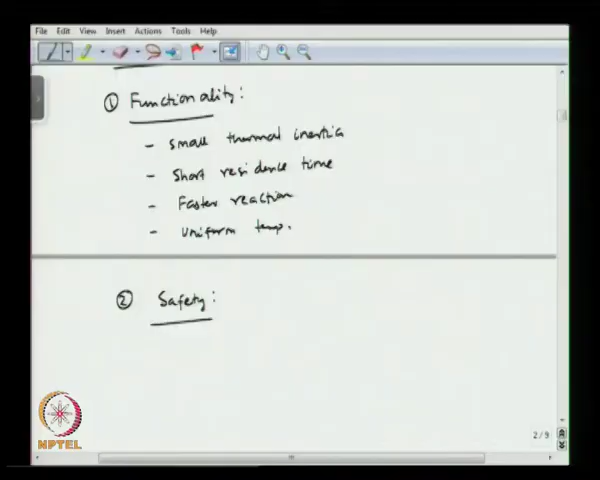 File Edit View Insert Actions Tools Help
① Functionality:
- Small thermal inertia
- Short residence time
- Faster reaction
- Uniform temp.
② Safety:
2 / 9
NPTEL